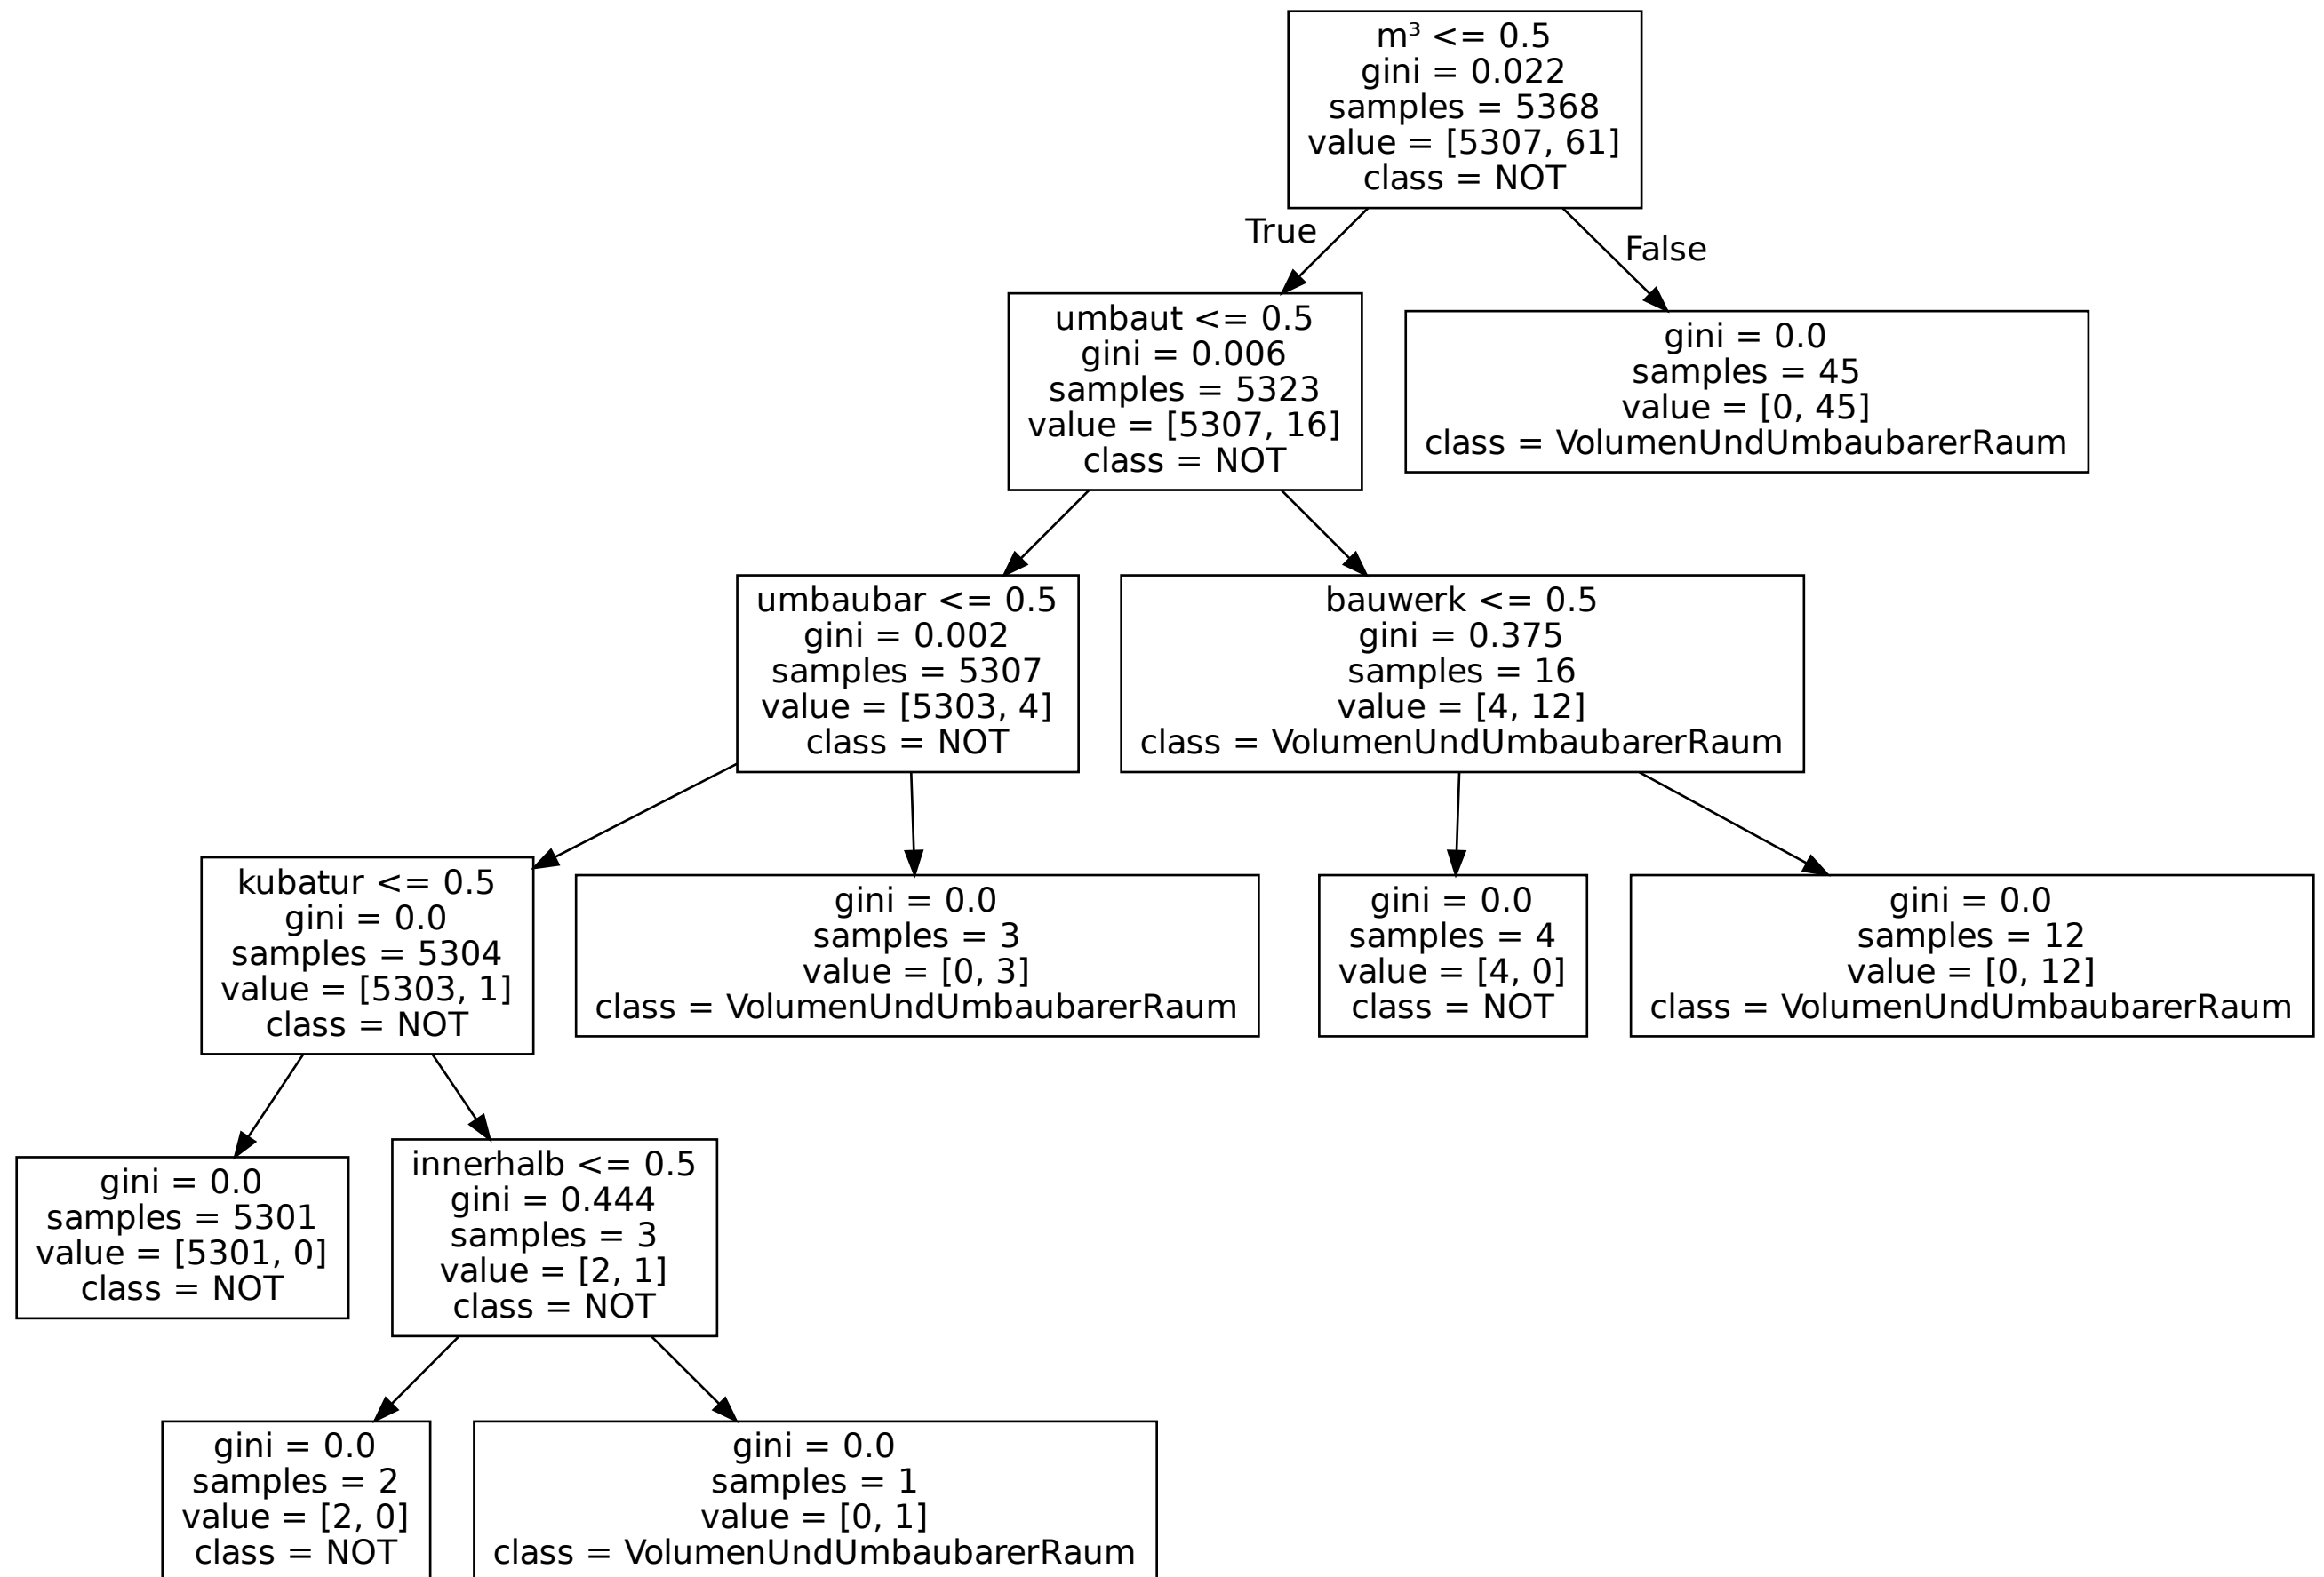 m³ <= 0.5
gini = 0.022
samples = 5368
value = [5307, 61]
class = NOT
True
False
umbaut <= 0.5
gini = 0.006
samples = 5323
value = [5307, 16]
class = NOT
gini = 0.0
samples = 45
value = [0, 45]
class = VolumenUndUmbaubarerRaum
umbaubar <= 0.5
gini = 0.002
samples = 5307
value = [5303, 4]
class = NOT
bauwerk <= 0.5
gini = 0.375
samples = 16
value = [4, 12]
class = VolumenUndUmbaubarerRaum
kubatur <= 0.5
gini = 0.0
samples = 5304
value = [5303, 1]
class = NOT
gini = 0.0
samples = 3
value = [0, 3]
class = VolumenUndUmbaubarerRaum
gini = 0.0
samples = 4
value = [4, 0]
class = NOT
gini = 0.0
samples = 12
value = [0, 12]
class = VolumenUndUmbaubarerRaum
gini = 0.0
samples = 5301
value = [5301, 0]
class = NOT
innerhalb <= 0.5
gini = 0.444
samples = 3
value = [2, 1]
class = NOT
gini = 0.0
samples = 2
value = [2, 0]
class = NOT
gini = 0.0
samples = 1
value = [0, 1]
class = VolumenUndUmbaubarerRaum